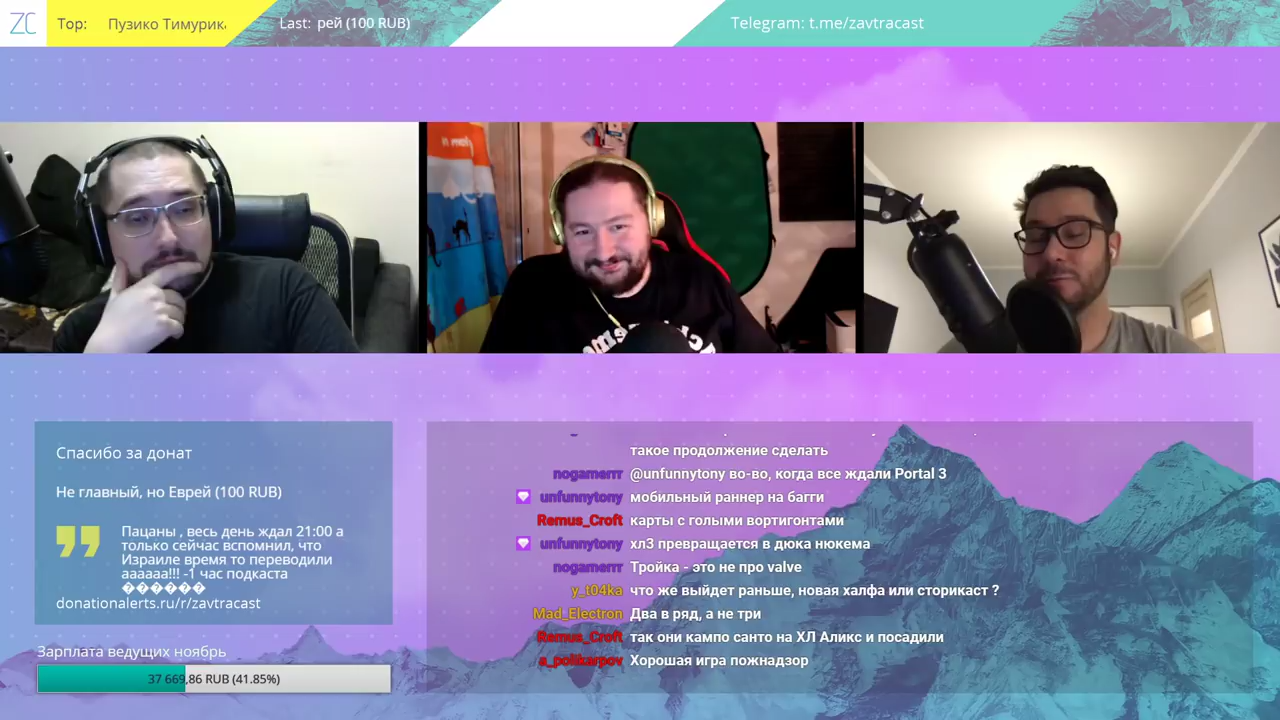 ZC
Top: Пузико Тимурик
Last: рей (100 RUB)
Telegram: t.me/zavtracast
Спасибо за донат
Не главный, но Еврей (100 RUB)
Пацаны , весь день ждал 21:00 а
только сейчас вспомнил, что
Израиле время то переводили
аааааа!!! -1 час подкаста
������
donationalerts.ru/r/zavtracast
Зарплата ведущих ноябрь
37 669,86 RUB (41.85%)
такое продолжение сделать
nogamerrr @unfunnytony во-во, когда все ждали Portal 3
unfunnytony мобильный раннер на багги
Remus_Croft карты с голыми вортигонтами
unfunnytony хл3 превращается в дюка нюкема
nogamerrr Тройка - это не про valve
y_t04ka что же выйдет раньше, новая халфа или сторикаст ?
Mad_Electron Два в ряд, а не три
Remus_Croft так они кампо санто на ХЛ Аликс и посадили
a_polikarpov Хорошая игра пожнадзор